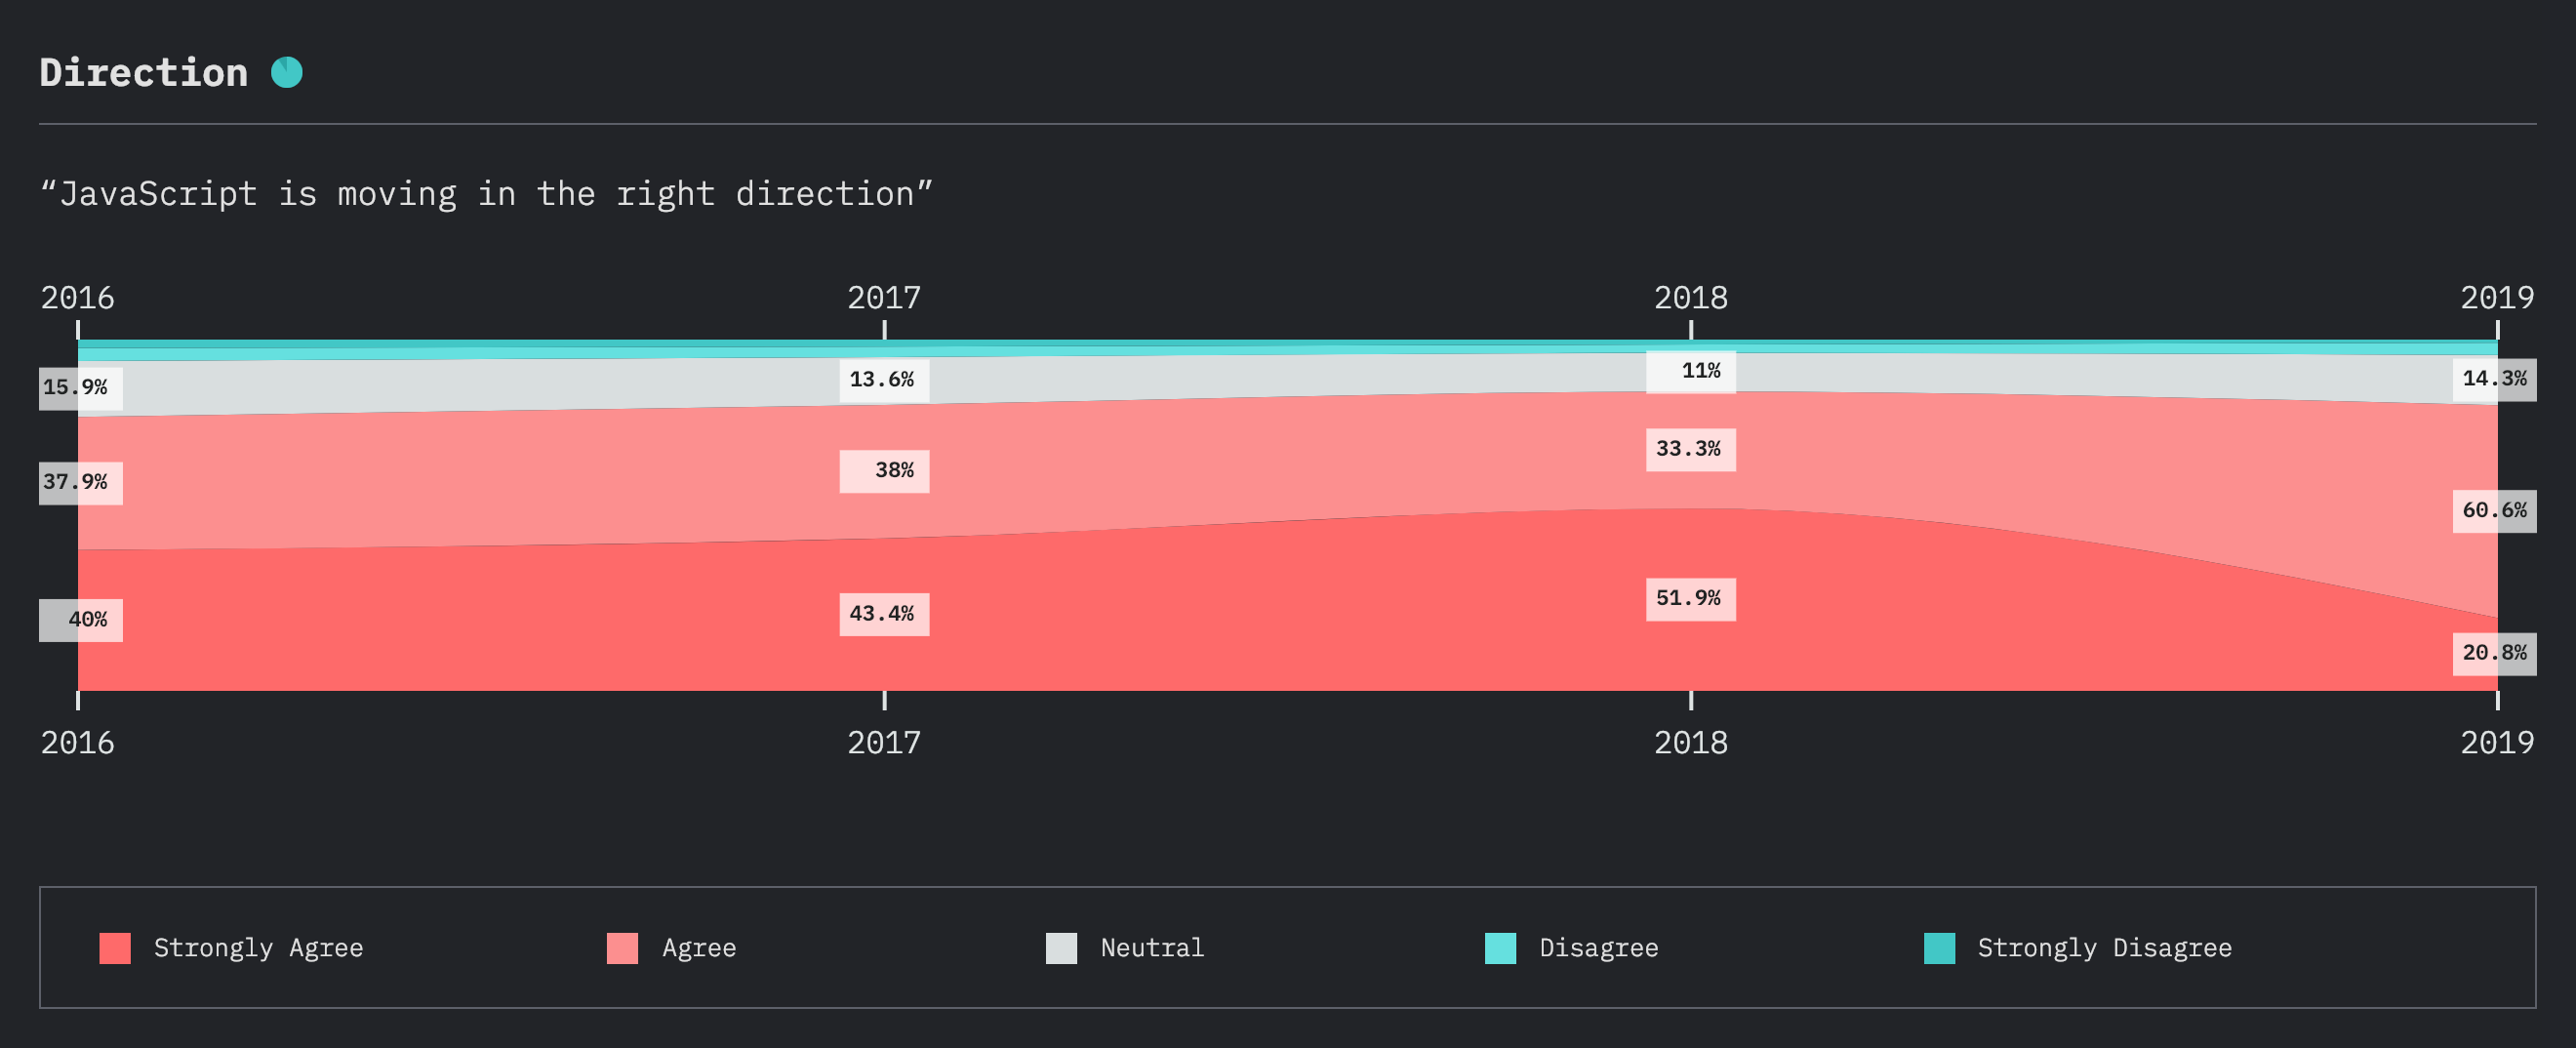 Direction
“JavaScript is moving in the right direction”
2016 2017 2018 2019
15.9% 13.6% 11% 14.3%
37.9% 38% 33.3% 60.6%
40% 43.4% 51.9% 20.8%
2016 2017 2018 2019
Strongly Agree Agree Neutral Disagree Strongly Disagree